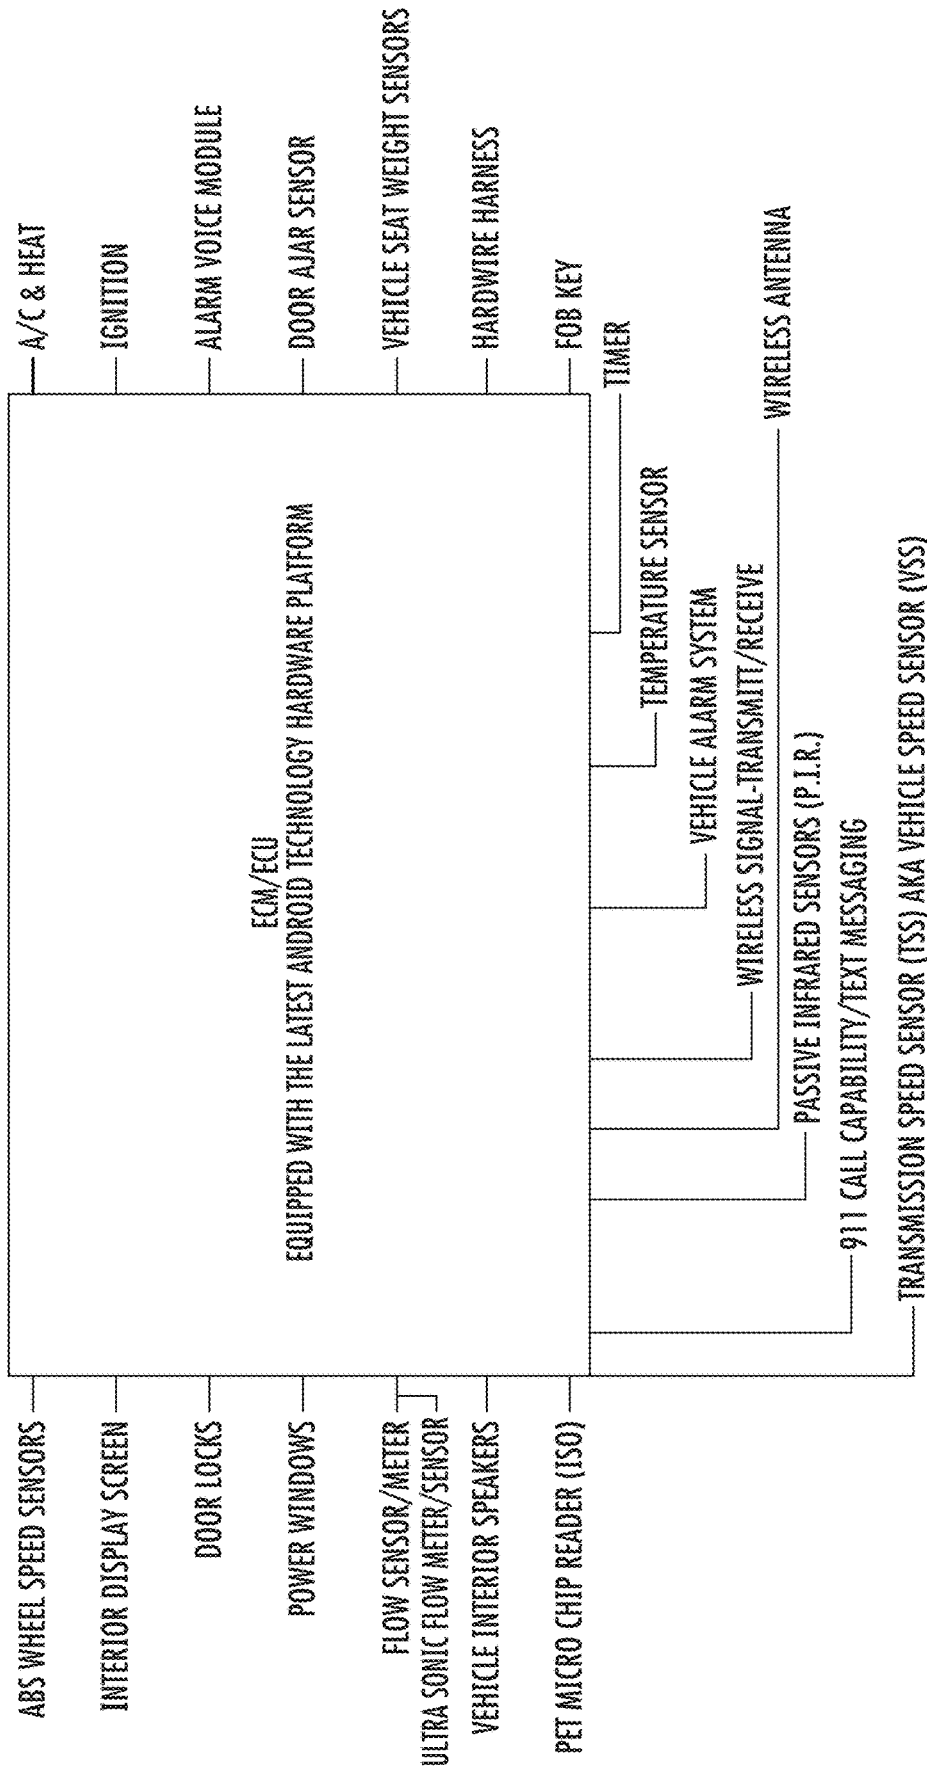 ABS WHEEL SPEED SENSORS
INTERIOR DISPLAY SCREEN
DOOR LOCKS
POWER WINDOWS
FLOW SENSOR/METER
ULTRA SONIC FLOW METER/SENSOR
VEHICLE INTERIOR SPEAKERS
PET MICRO CHIP READER (ISO)
ECM/ECU
EQUIPPED WITH THE LATEST ANDROID TECHNOLOGY HARDWARE PLATFORM
A/C & HEAT
IGNITION
ALARM VOICE MODULE
DOOR AJAR SENSOR
VEHICLE SEAT WEIGHT SENSORS
HARDWIRE HARNESS
FOB KEY
TIMER
TEMPERATURE SENSOR
VEHICLE ALARM SYSTEM
WIRELESS SIGNAL-TRANSMITT/RECEIVE
WIRELESS ANTENNA
PASSIVE INFRARED SENSORS (P.I.R.)
911 CALL CAPABILITY/TEXT MESSAGING
TRANSMISSION SPEED SENSOR (TSS) AKA VEHICLE SPEED SENSOR (VSS)